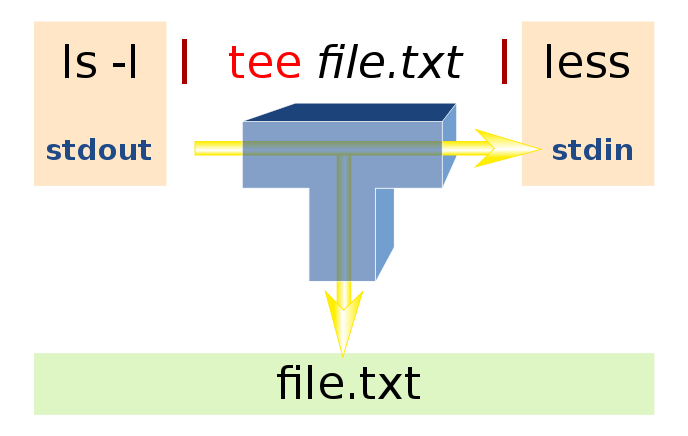 ls -l | tee file.txt | less
stdout stdin
file.txt